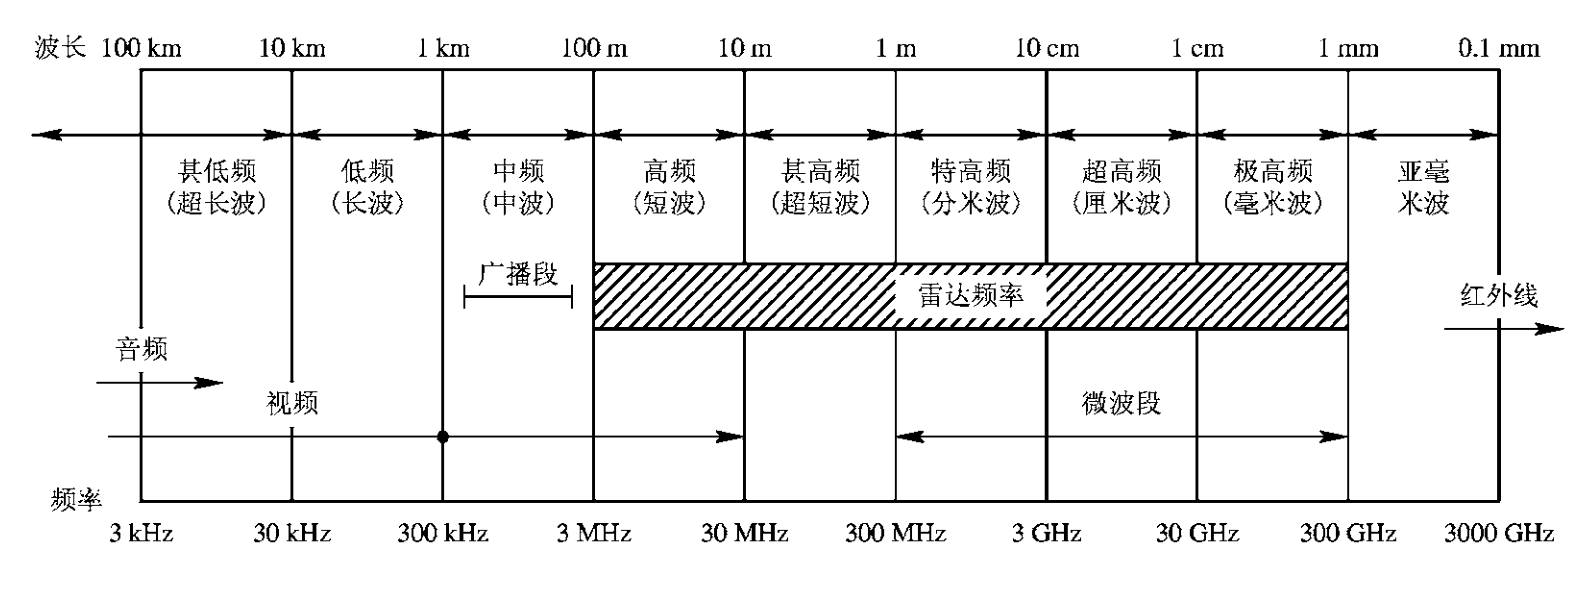 波长 100 km 10 km 1 km 100 m 10 m 1 m 10 cm 1 cm 1 mm 0.1 mm
甚低频 低频 中频 高频 甚高频 特高频 超高频 极高频 亚毫
(超长波) (长波) (中波) (短波) (超短波) (分米波) (厘米波) (毫米波) 米波
广播段 雷达频率 红外线
音频
视频 微波段
频率
3 kHz 30 kHz 300 kHz 3 MHz 30 MHz 300 MHz 3 GHz 30 GHz 300 GHz 3000 GHz